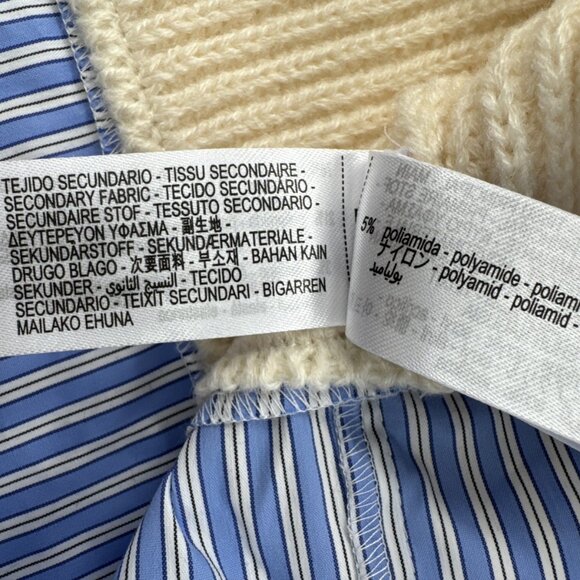 TEJIDO SECUNDARIO - TISSU SECONDAIRE -
SECONDARY FABRIC - TECIDO SECUNDÁRIO -
SECUNDAIRE STOF - TESSUTO SECONDARIO -
ΔΕΥΤΕΡΕΥΟΝ ΥΦΑΣΜΑ - 副生地 -
SEKUNDÄRSTOFF - SEKUNDÆRMATERIALE -
DRUGO BLAGO - 次要面料 - 부소재 - BAHAN KAIN
SEKUNDER - النسيج الثانوي - TECIDO
SECUNDARIO - TEIXIT SECUNDARI - BIGARREN
MAILAKO EHUNA
5% poliamida - polyamide - poliam
ナイロン - polyamid - poliamid -
بولياميد